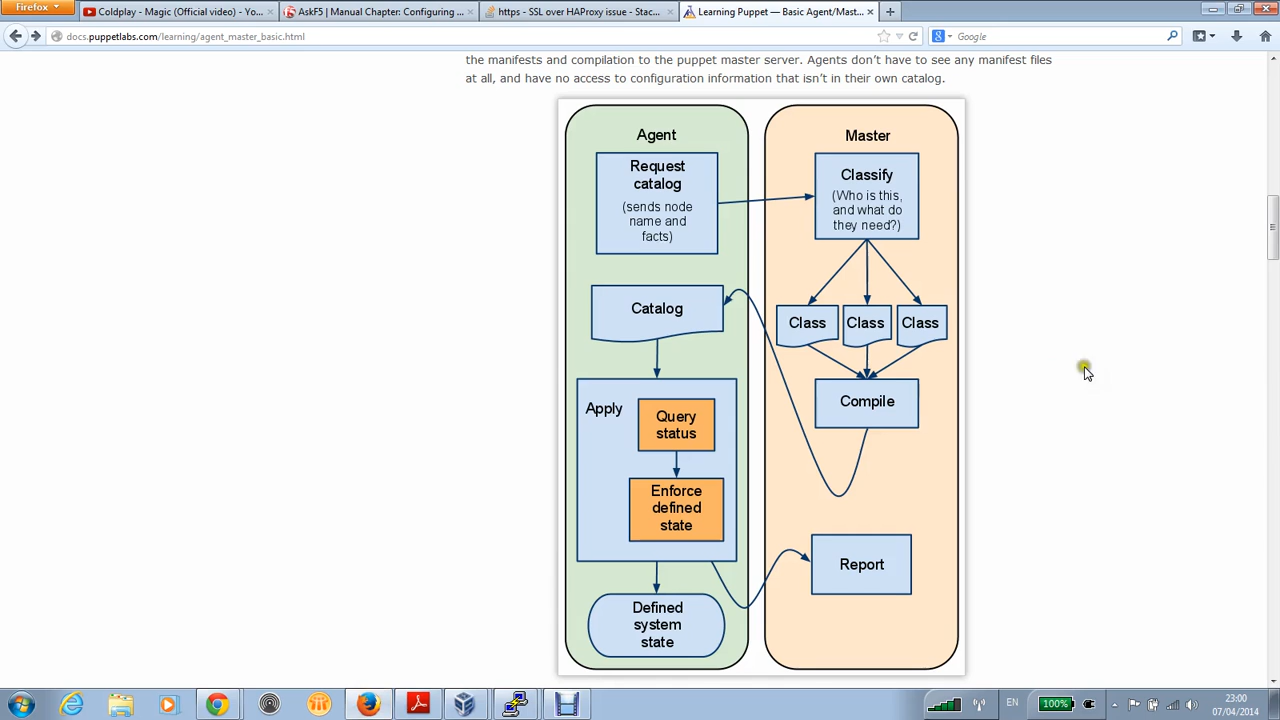 Firefox
Coldplay - Magic (Official video) - Yo...
AskF5 | Manual Chapter: Configuring ...
https - SSL over HAProxy issue - Stac...
Learning Puppet — Basic Agent/Mast...
docs.puppetlabs.com/learning/agent_master_basic.html
Google
the manifests and compilation to the puppet master server. Agents don't have to see any manifest files
at all, and have no access to configuration information that isn't in their own catalog.
Agent
Request
catalog
(sends node
name and
facts)
Catalog
Apply
Query
status
Enforce
defined
state
Defined
system
state
Master
Classify
(Who is this,
and what do
they need?)
Class
Class
Class
Compile
Report
EN
100%
23:00
07/04/2014